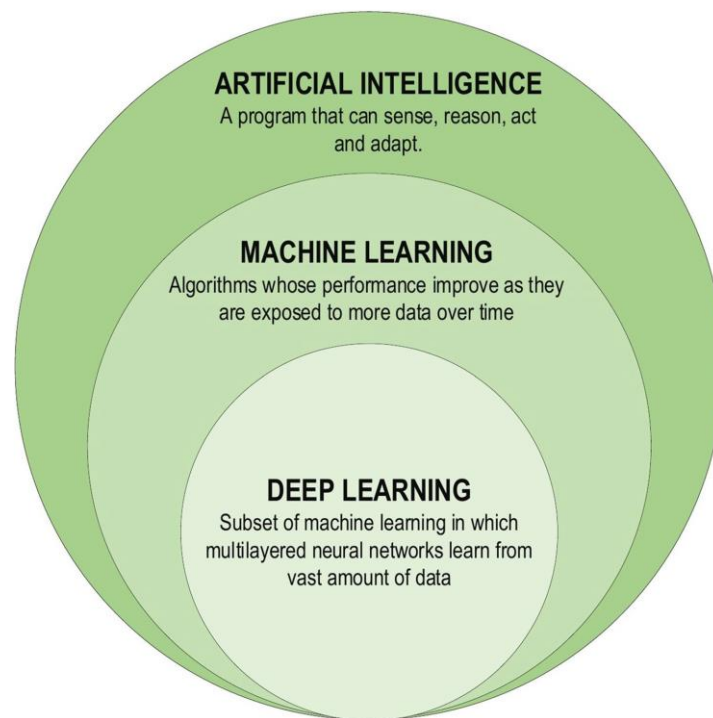 ARTIFICIAL INTELLIGENCE
A program that can sense, reason, act
and adapt.
MACHINE LEARNING
Algorithms whose performance improve as they
are exposed to more data over time
DEEP LEARNING
Subset of machine learning in which
multilayered neural networks learn from
vast amount of data